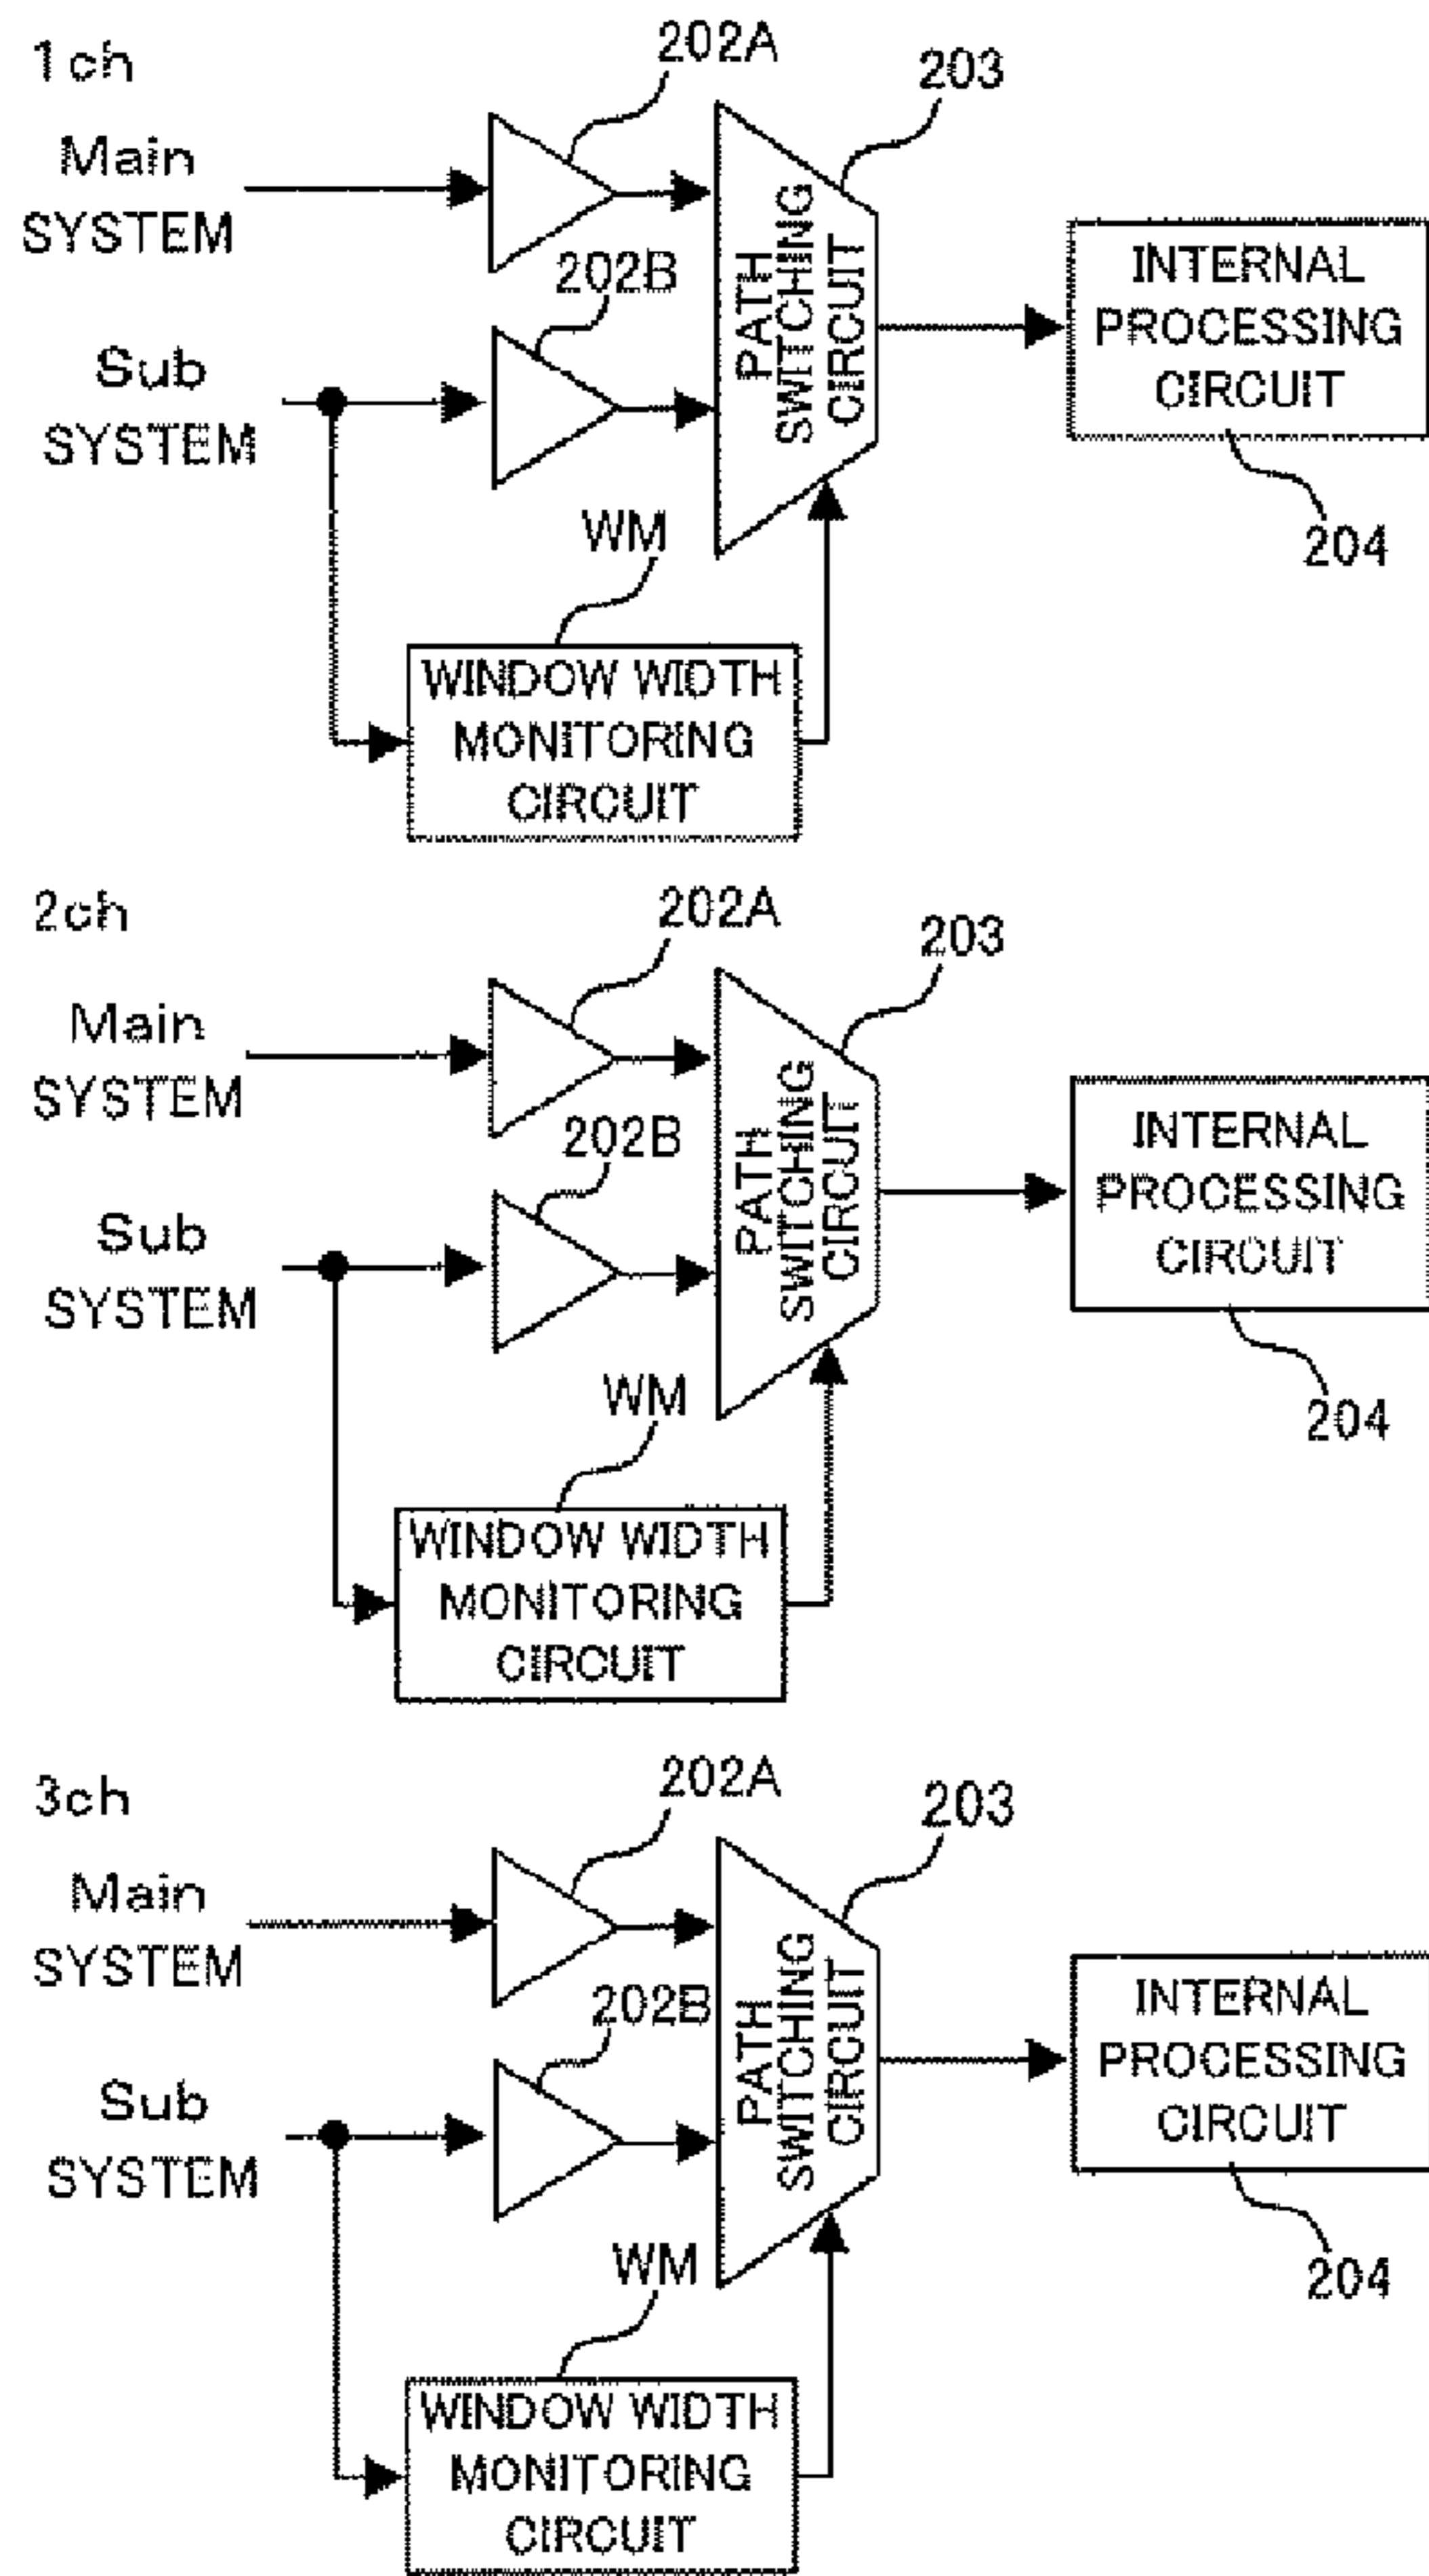 1ch
202A
203
Main
SYSTEM
202B
Sub
SYSTEM
PATH
SWITCHING
CIRCUIT
INTERNAL
PROCESSING
CIRCUIT
204
WM
WINDOW WIDTH
MONITORING
CIRCUIT
2ch
202A
203
Main
SYSTEM
202B
Sub
SYSTEM
PATH
SWITCHING
CIRCUIT
INTERNAL
PROCESSING
CIRCUIT
204
WM
WINDOW WIDTH
MONITORING
CIRCUIT
3ch
202A
203
Main
SYSTEM
202B
Sub
SYSTEM
PATH
SWITCHING
CIRCUIT
INTERNAL
PROCESSING
CIRCUIT
204
WM
WINDOW WIDTH
MONITORING
CIRCUIT